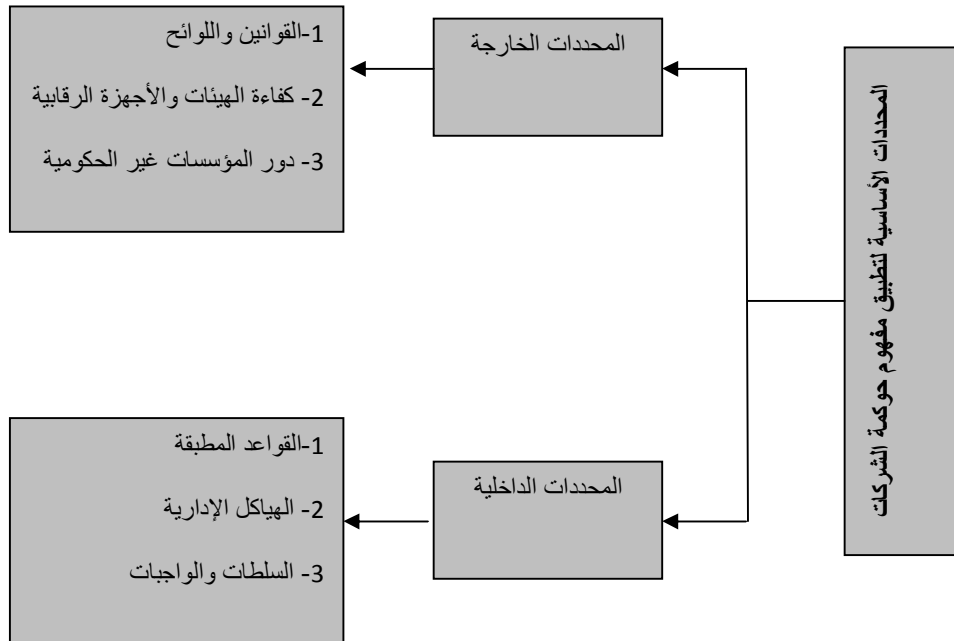 المحددات الأساسية لتطبيق مفهوم حوكمة الشركات
المحددات الخارجة
1-القوانين واللوائح
2- كفاءة الهيئات والأجهزة الرقابية
3- دور المؤسسات غير الحكومية
المحددات الداخلية
1-القواعد المطبقة
2- الهياكل الإدارية
3- السلطات والواجبات